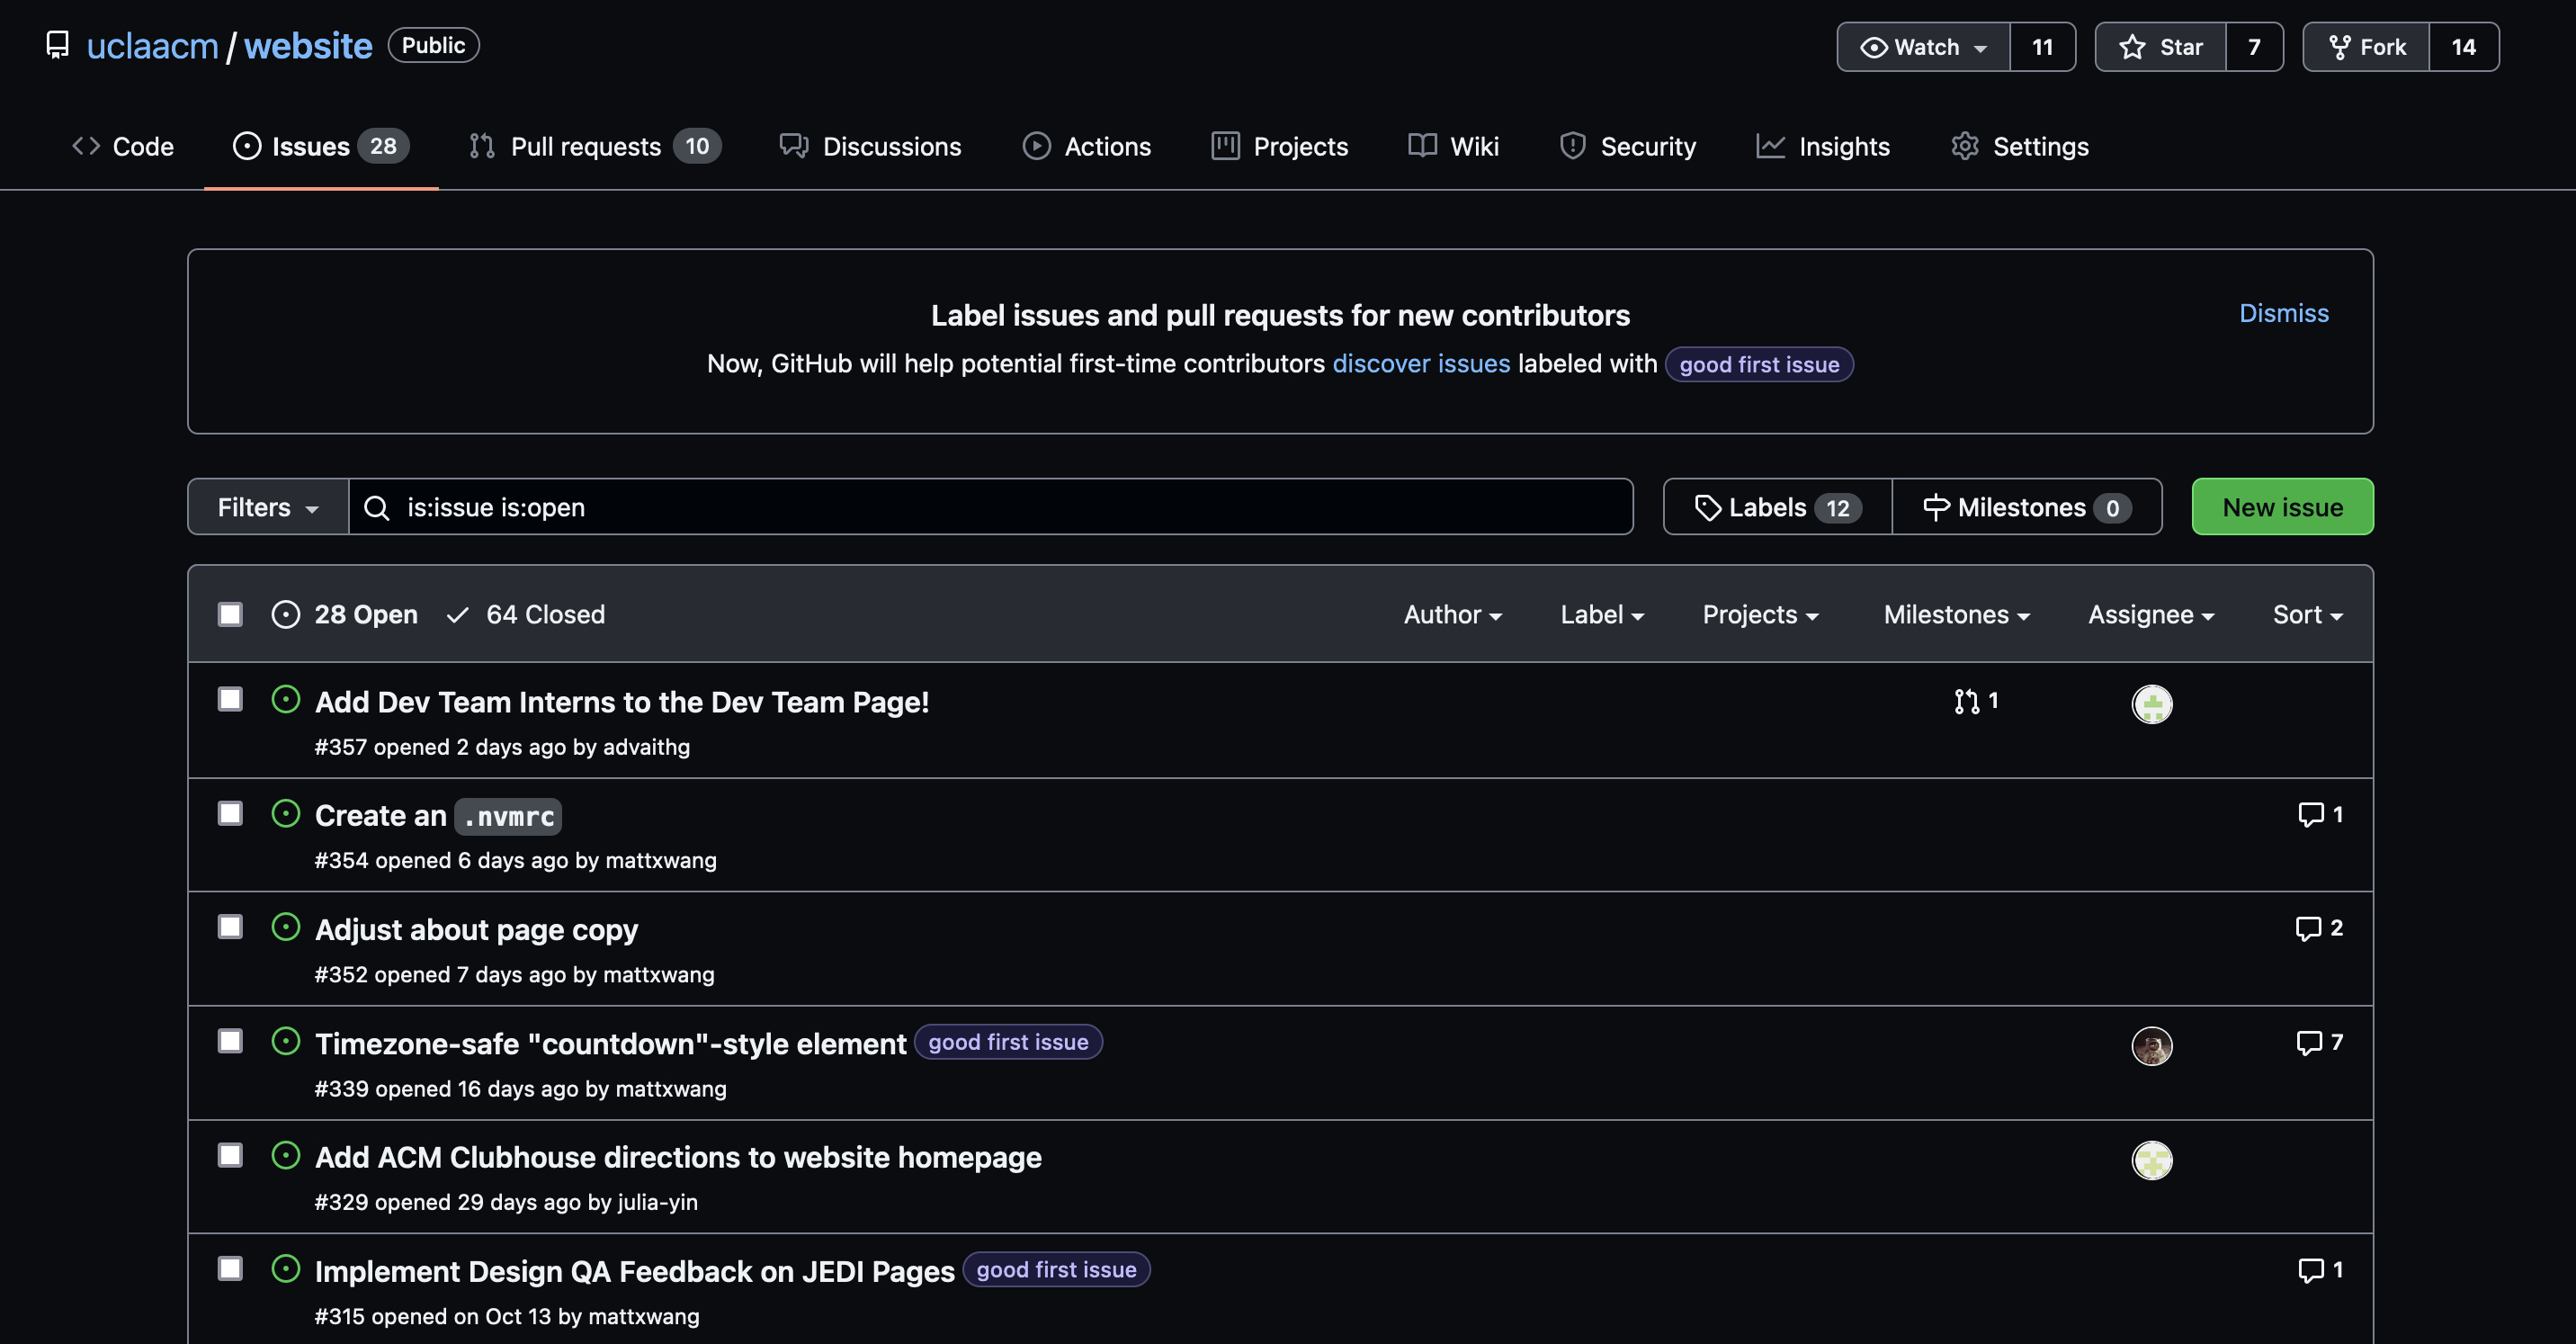 uclaacm / website Public Watch 11 Star 7 Fork 14
Code Issues 28 Pull requests 10 Discussions Actions Projects Wiki Security Insights Settings
Label issues and pull requests for new contributors Dismiss
Now, GitHub will help potential first-time contributors discover issues labeled with good first issue
Filters is:issue is:open Labels 12 Milestones 0 New issue
28 Open 64 Closed Author Label Projects Milestones Assignee Sort
Add Dev Team Interns to the Dev Team Page! 1
#357 opened 2 days ago by advaithg
Create an .nvmrc 1
#354 opened 6 days ago by mattxwang
Adjust about page copy 2
#352 opened 7 days ago by mattxwang
Timezone-safe "countdown"-style element good first issue 7
#339 opened 16 days ago by mattxwang
Add ACM Clubhouse directions to website homepage
#329 opened 29 days ago by julia-yin
Implement Design QA Feedback on JEDI Pages good first issue 1
#315 opened on Oct 13 by mattxwang